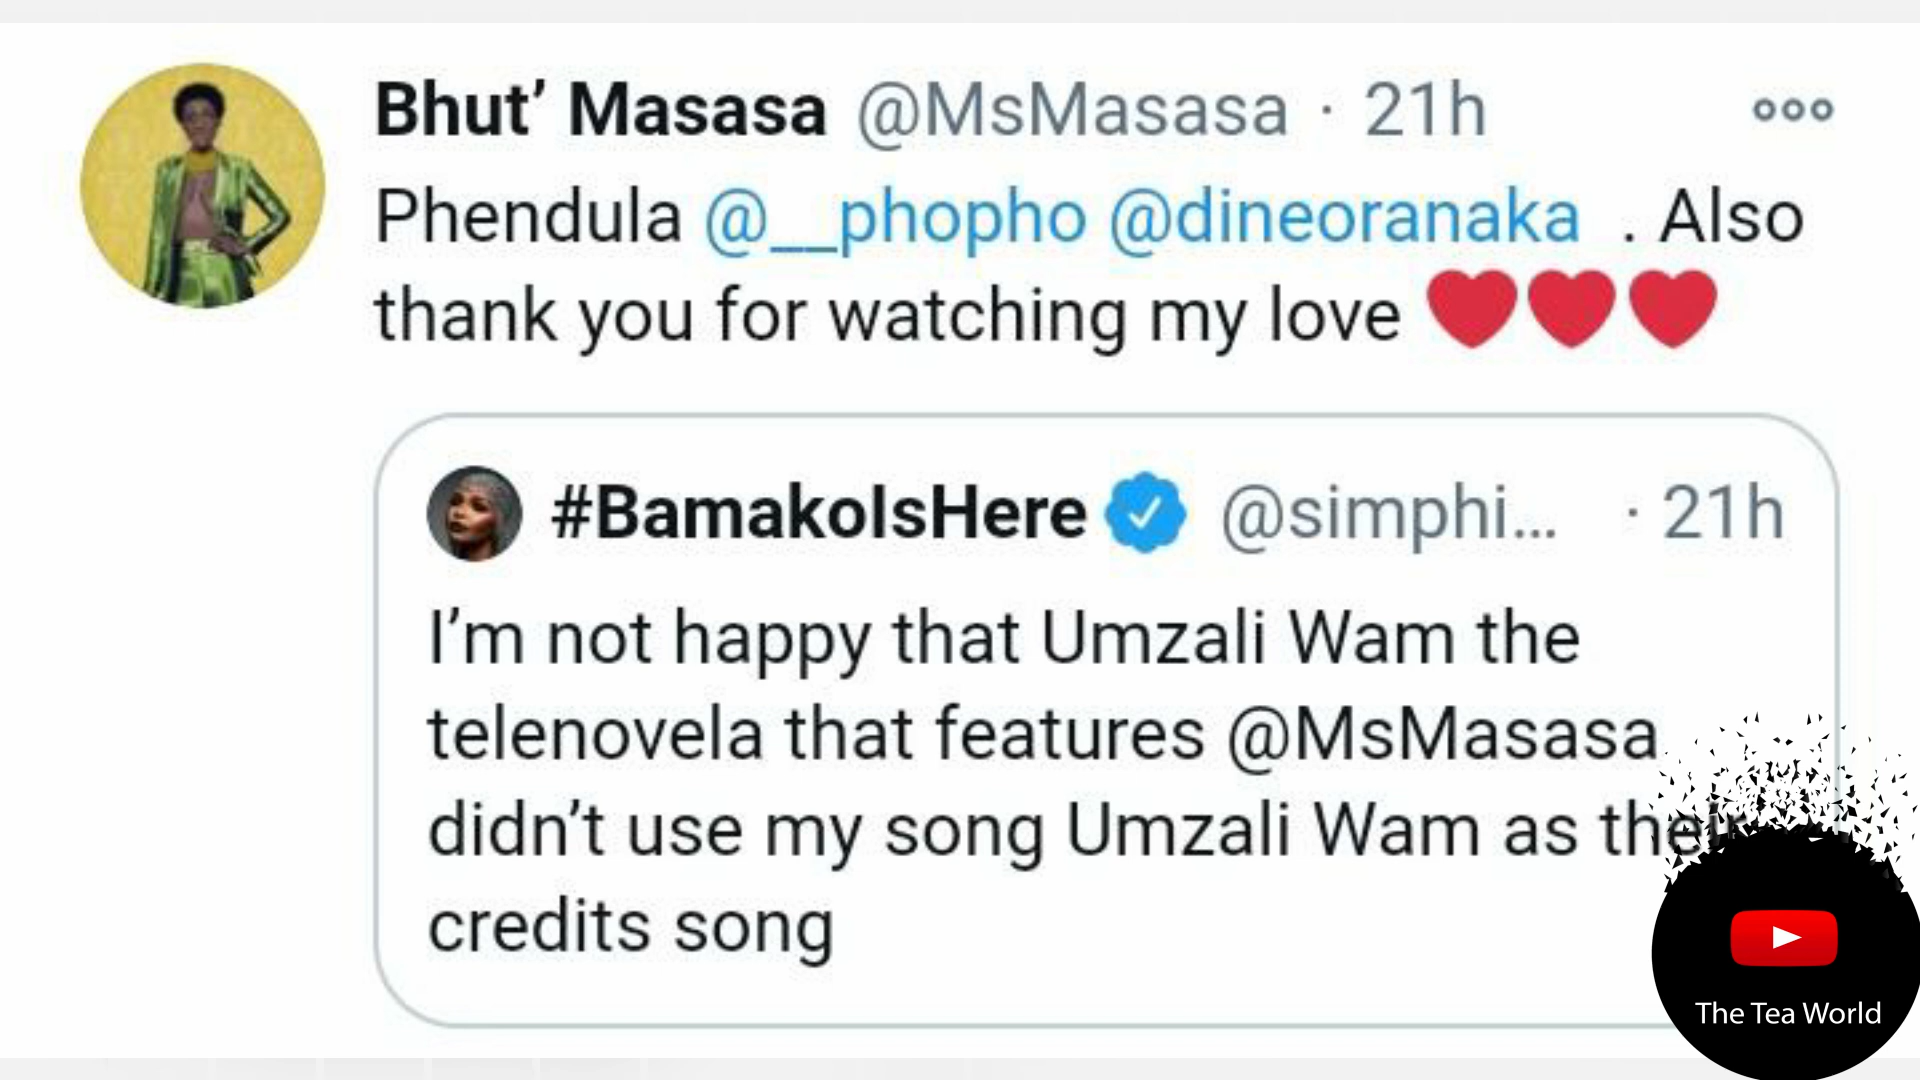 Bhut’ Masasa @MsMasasa · 21h
Phendula @__phopho @dineoranaka . Also
thank you for watching my love ❤❤❤
#BamakoIsHere @simphi... · 21h
I’m not happy that Umzali Wam the
telenovela that features @MsMasasa
didn’t use my song Umzali Wam as their
credits song
The Tea World